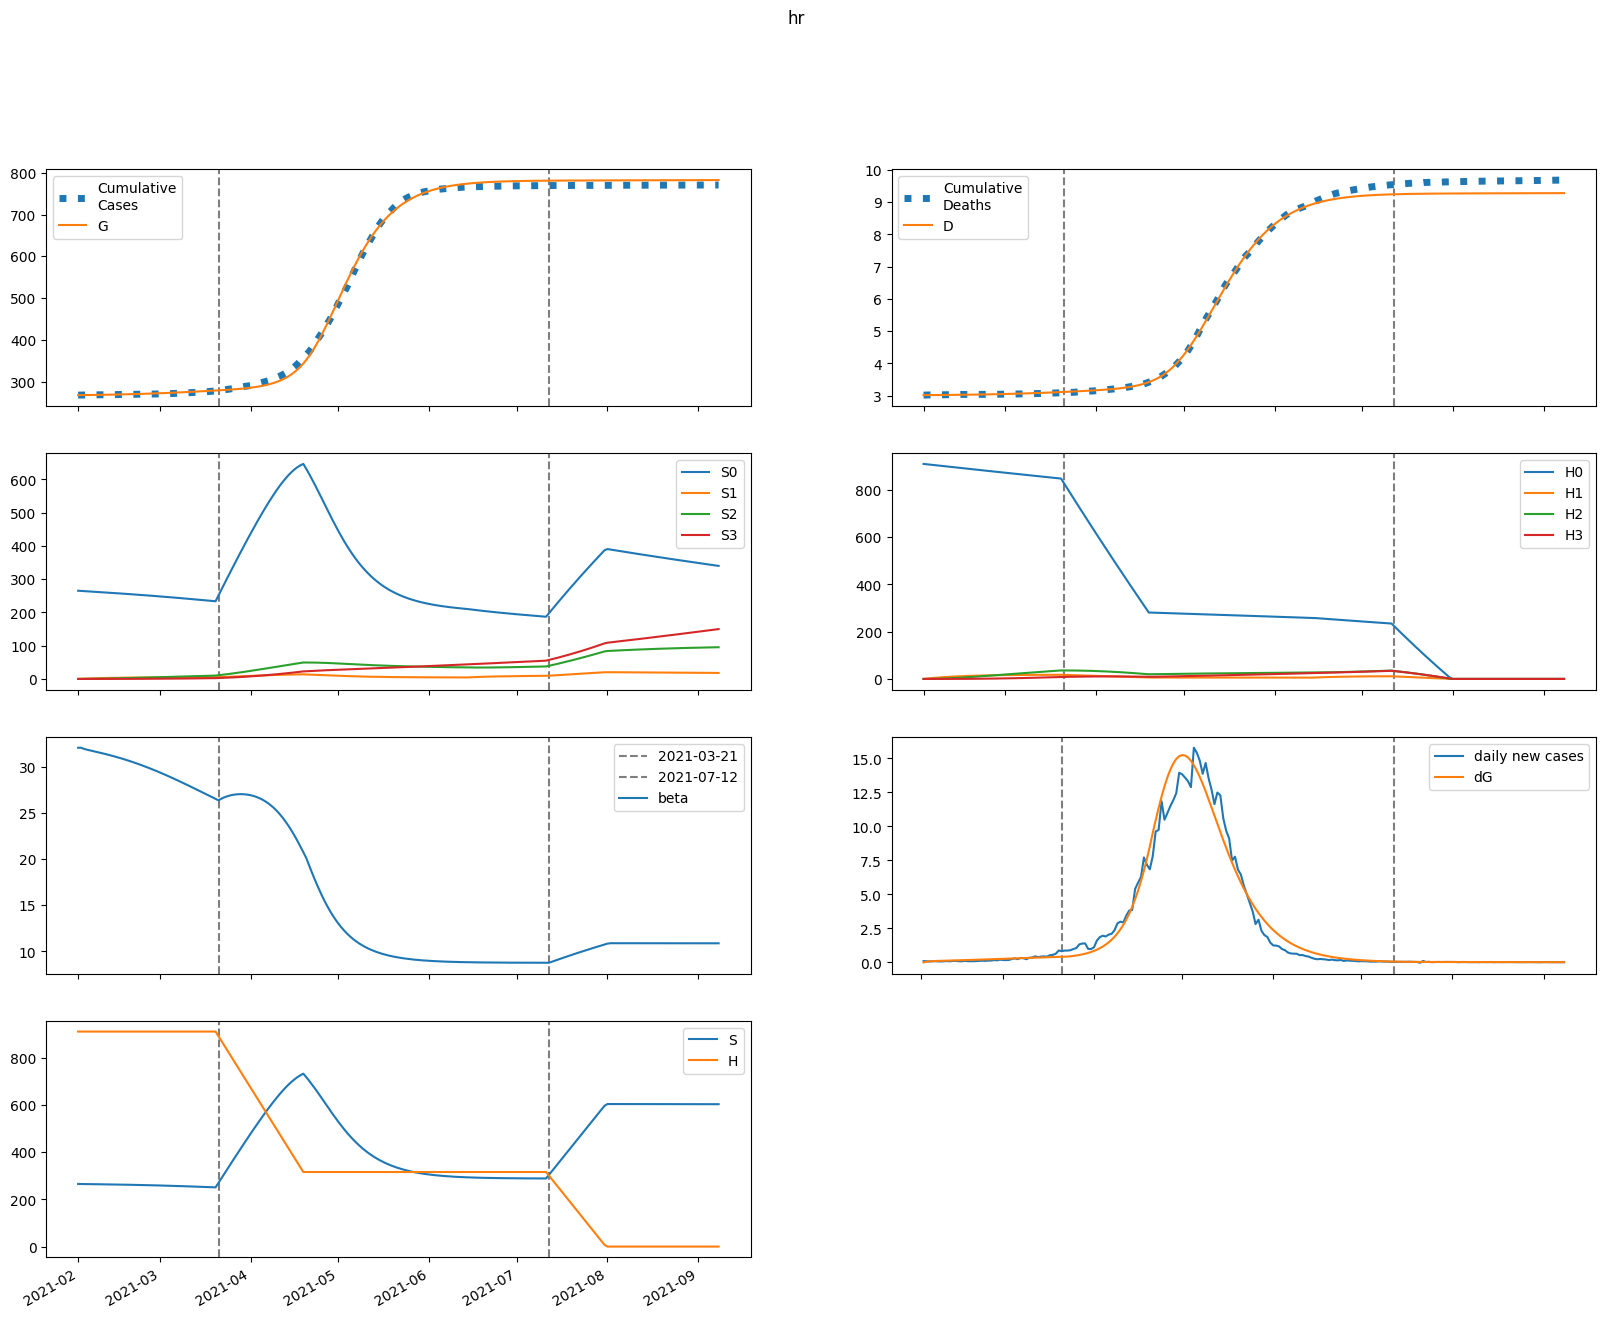 hr
800
700
600
500
400
300
Cumulative
Cases
G
10
9
8
7
6
5
4
3
Cumulative
Deaths
D
600
500
400
300
200
100
0
S0
S1
S2
S3
800
600
400
200
0
H0
H1
H2
H3
30
25
20
15
10
2021-03-21
2021-07-12
beta
15.0
12.5
10.0
7.5
5.0
2.5
0.0
daily new cases
dG
800
600
400
200
0
S
H
2021-02
2021-03
2021-04
2021-05
2021-06
2021-07
2021-08
2021-09